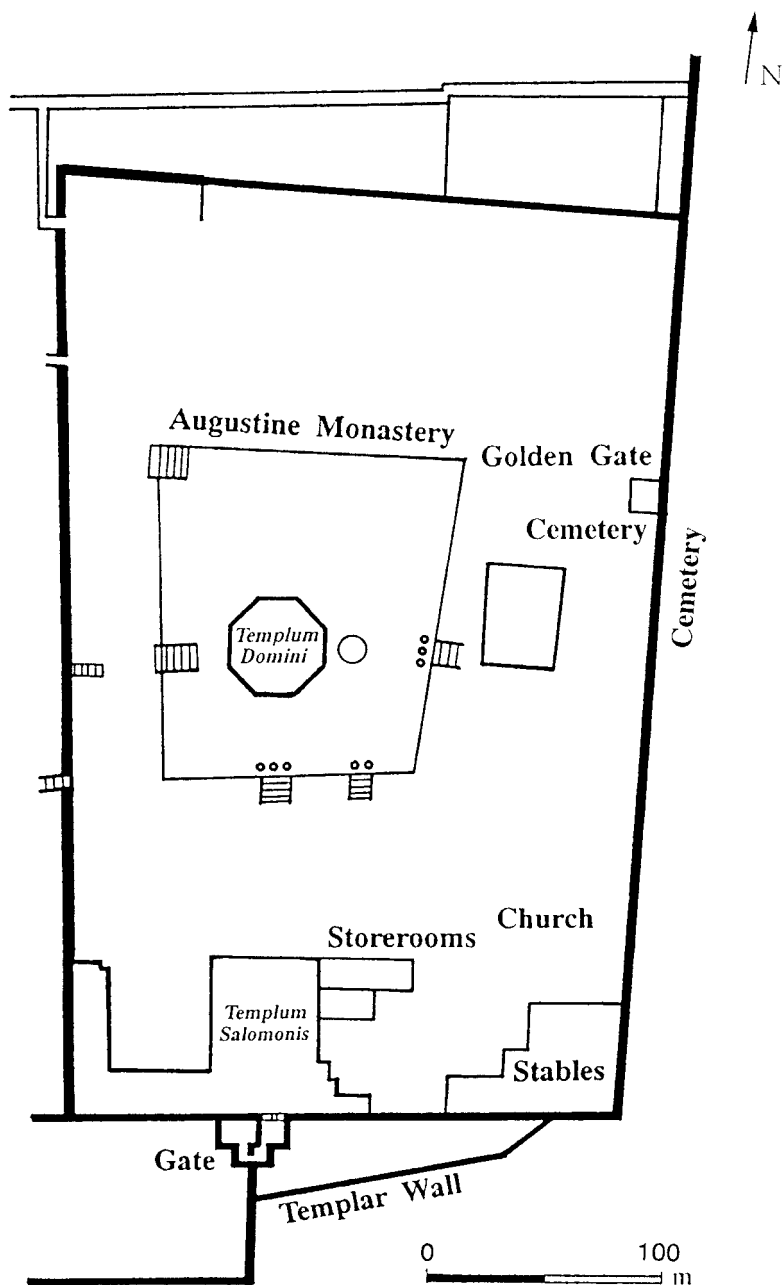 N
Augustine Monastery
Golden Gate
Cemetery
Cemetery
Templum
Domini
Church
Storerooms
Templum
Salomonis
Stables
Gate
Templar Wall
0 100
m